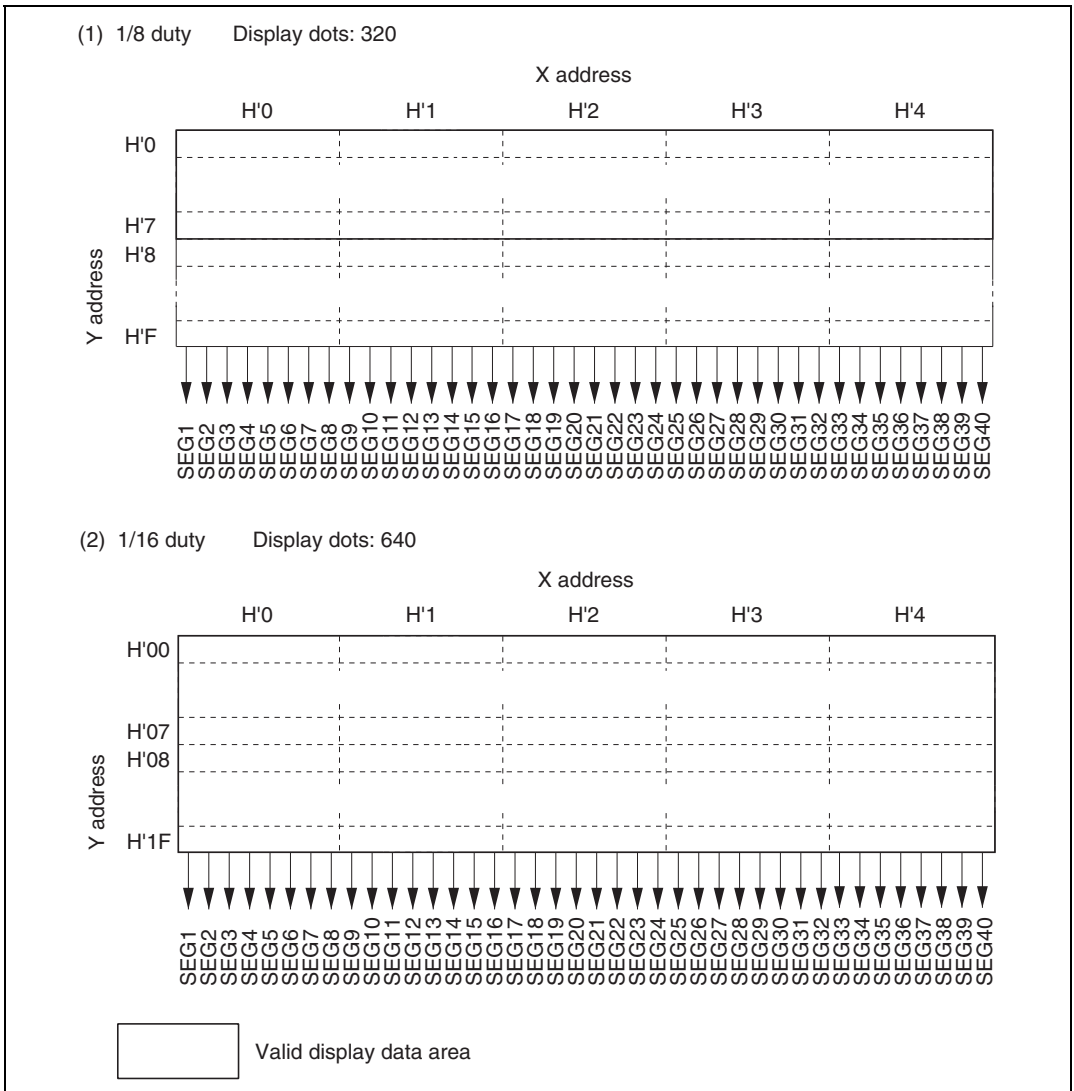 (1) 1/8 duty Display dots: 320
X address
H'0 H'1 H'2 H'3 H'4
H'0
H'7
H'8
H'F
Y address
SEG1 SEG2 SEG3 SEG4 SEG5 SEG6 SEG7 SEG8 SEG9 SEG10 SEG11 SEG12 SEG13 SEG14 SEG15 SEG16 SEG17 SEG18 SEG19 SEG20 SEG21 SEG22 SEG23 SEG24 SEG25 SEG26 SEG27 SEG28 SEG29 SEG30 SEG31 SEG32 SEG33 SEG34 SEG35 SEG36 SEG37 SEG38 SEG39 SEG40
(2) 1/16 duty Display dots: 640
X address
H'0 H'1 H'2 H'3 H'4
H'00
H'07
H'08
H'1F
Y address
SEG1 SEG2 SEG3 SEG4 SEG5 SEG6 SEG7 SEG8 SEG9 SEG10 SEG11 SEG12 SEG13 SEG14 SEG15 SEG16 SEG17 SEG18 SEG19 SEG20 SEG21 SEG22 SEG23 SEG24 SEG25 SEG26 SEG27 SEG28 SEG29 SEG30 SEG31 SEG32 SEG33 SEG34 SEG35 SEG36 SEG37 SEG38 SEG39 SEG40
Valid display data area